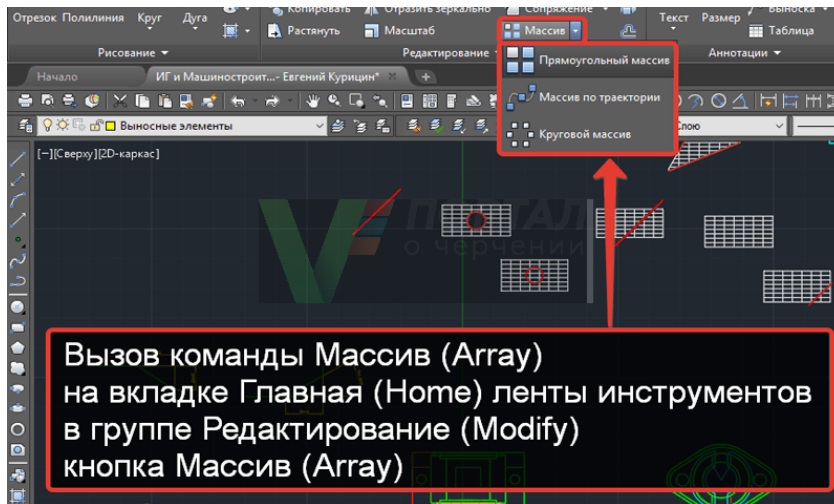 Копировать Отразить зеркально Сопряжение Выноска
Отрезок Полилиния Круг Дуга Текст Размер
Растянуть Масштаб Массив Таблица
Рисование Редактирование Аннотации
Прямоугольный массив
Начало ИГ и Машиностроит...- Евгений Курицин*
Массив по траектории
Выносные элементы
Круговой массив
[−][Сверху][2D-каркас]
ПОРТАЛ
о черчении
Вызов команды Массив (Array)
на вкладке Главная (Home) ленты инструментов
в группе Редактирование (Modify)
кнопка Массив (Array)